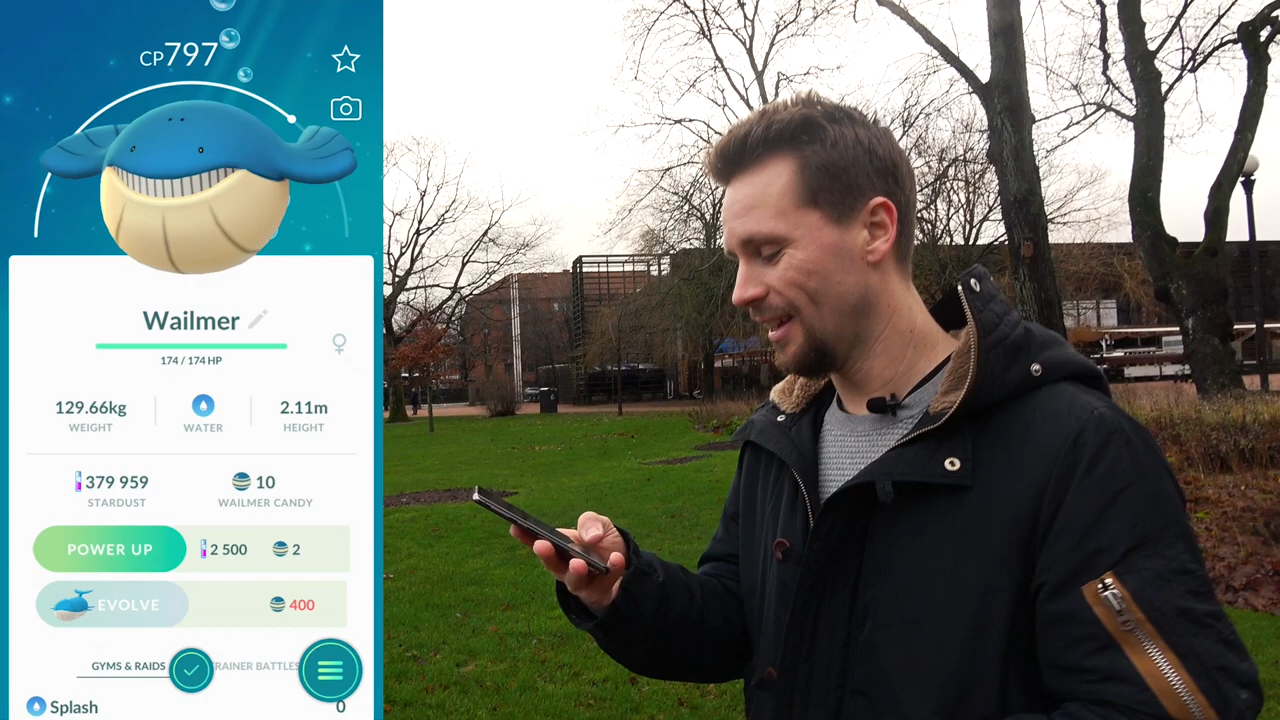 CP797
Wailmer
174 / 174 HP
129.66kg
WEIGHT
WATER
2.11m
HEIGHT
379 959
STARDUST
10
WAILMER CANDY
POWER UP
2 500
2
EVOLVE
400
GYMS & RAIDS
TRAINER BATTLES
Splash
0